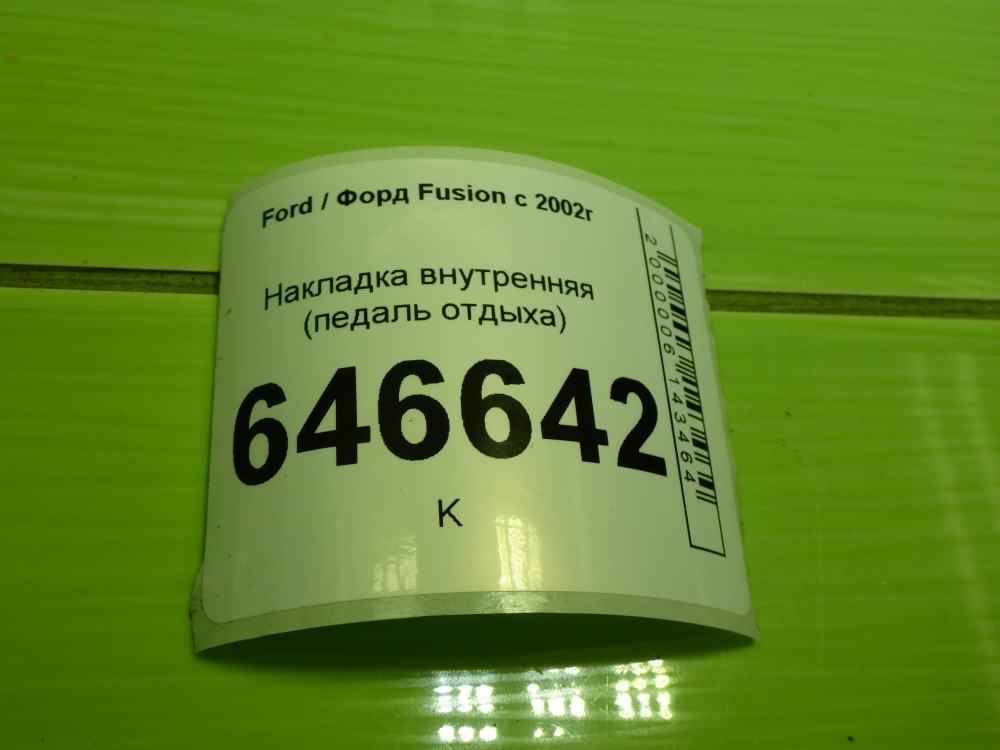 Ford / Форд Fusion с 2002г
Накладка внутренняя
(педаль отдыха)
646642
К
2000006143464